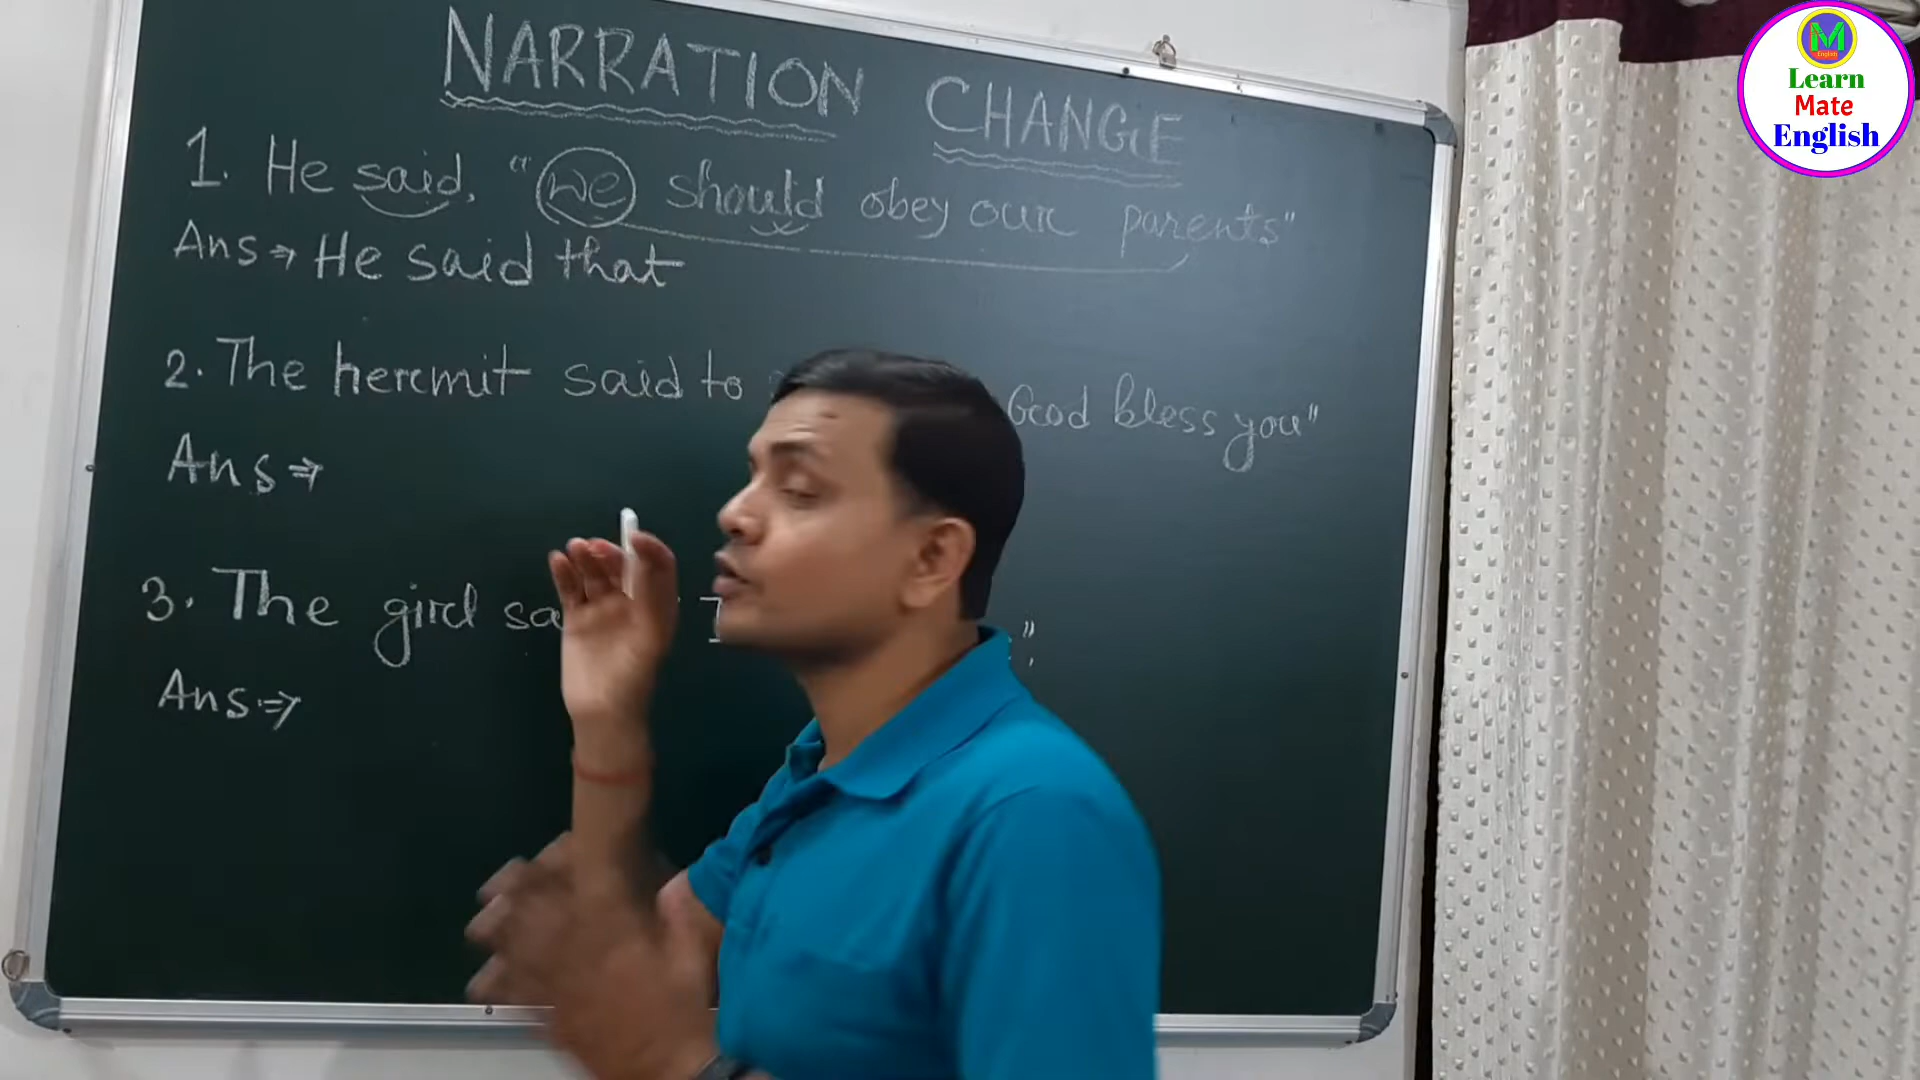 NARRATION CHANGE
1. He said, "we should obey our parents"
Ans ⇒ He said that
2. The hermit said to God bless you"
Ans ⇒
3. The girl "
Ans ⇒
M
English
Learn
Mate
English